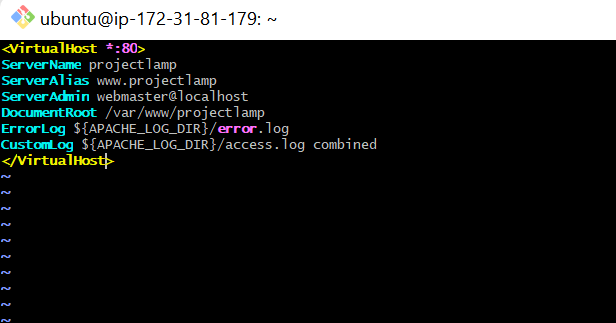 ubuntu@ip-172-31-81-179: ~
<VirtualHost *:80>
ServerName projectlamp
ServerAlias www.projectlamp
ServerAdmin webmaster@localhost
DocumentRoot /var/www/projectlamp
ErrorLog ${APACHE_LOG_DIR}/error.log
CustomLog ${APACHE_LOG_DIR}/access.log combined
</VirtualHost>
~
~
~
~
~
~
~
~
~
~